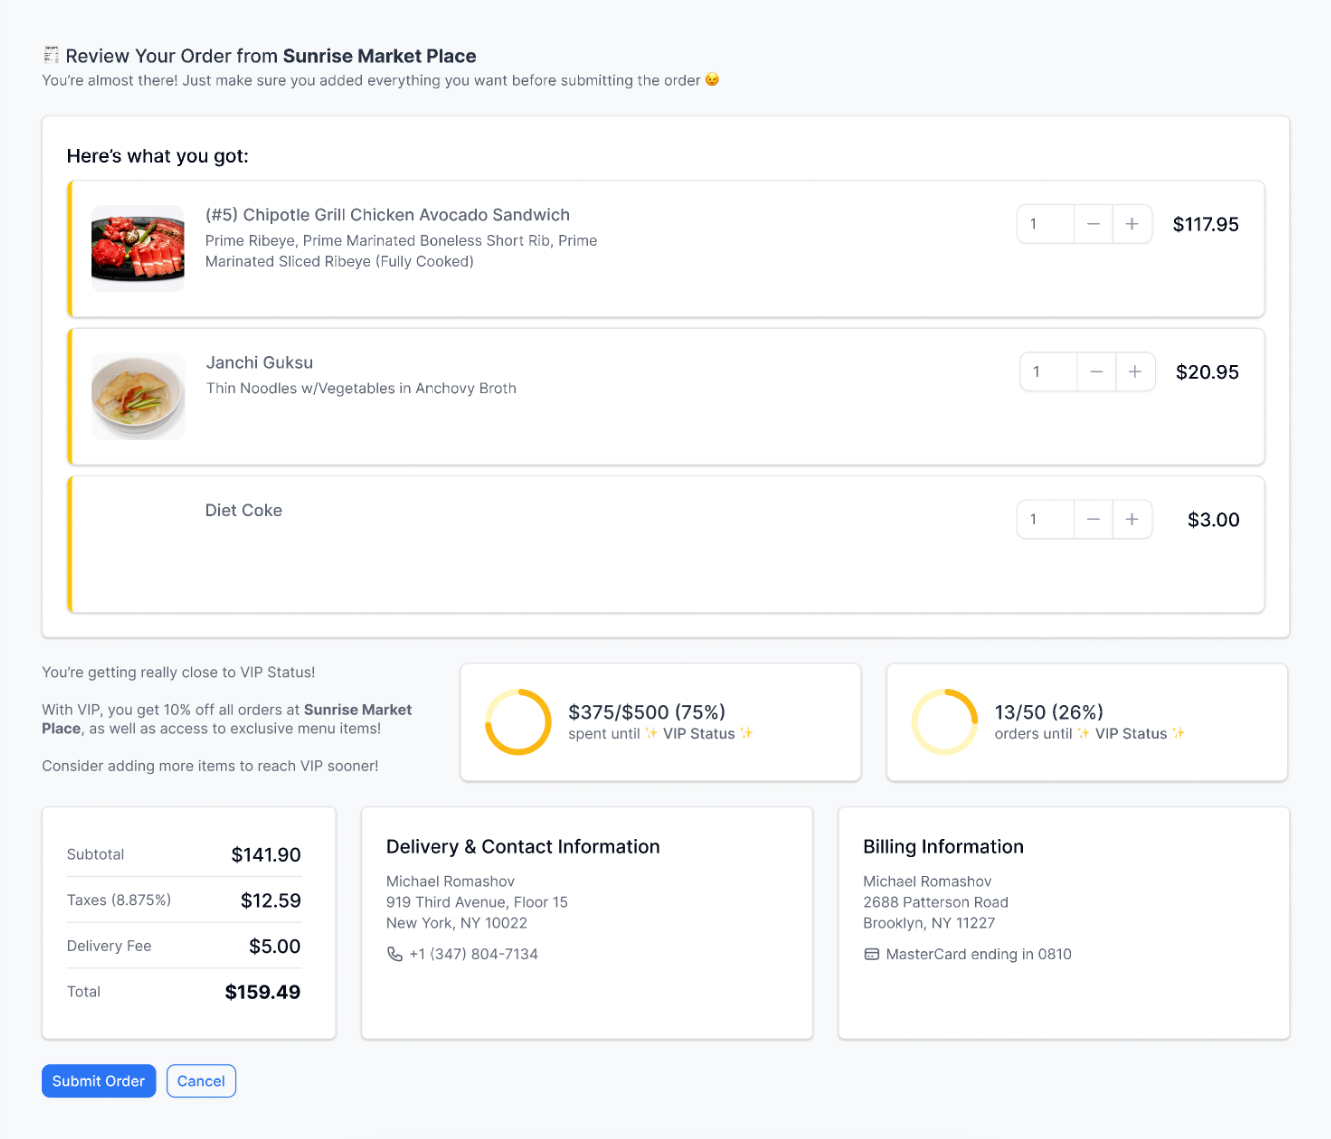 Review Your Order from Sunrise Market Place
You're almost there! Just make sure you added everything you want before submitting the order 😉
Here's what you got:
(#5) Chipotle Grill Chicken Avocado Sandwich
Prime Ribeye, Prime Marinated Boneless Short Rib, Prime
Marinated Sliced Ribeye (Fully Cooked)
1 − + $117.95
Janchi Guksu
Thin Noodles w/Vegetables in Anchovy Broth
1 − + $20.95
Diet Coke
1 − + $3.00
You're getting really close to VIP Status!
With VIP, you get 10% off all orders at Sunrise Market
Place, as well as access to exclusive menu items!
Consider adding more items to reach VIP sooner!
$375/$500 (75%)
spent until ✨ VIP Status ✨
13/50 (26%)
orders until ✨ VIP Status ✨
Subtotal $141.90
Taxes (8.875%) $12.59
Delivery Fee $5.00
Total $159.49
Delivery & Contact Information
Michael Romashov
919 Third Avenue, Floor 15
New York, NY 10022
+1 (347) 804-7134
Billing Information
Michael Romashov
2688 Patterson Road
Brooklyn, NY 11227
MasterCard ending in 0810
Submit Order
Cancel